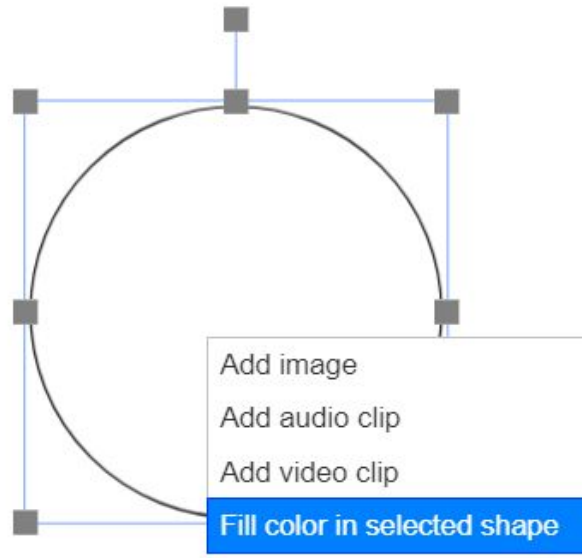 Add image
Add audio clip
Add video clip
Fill color in selected shape